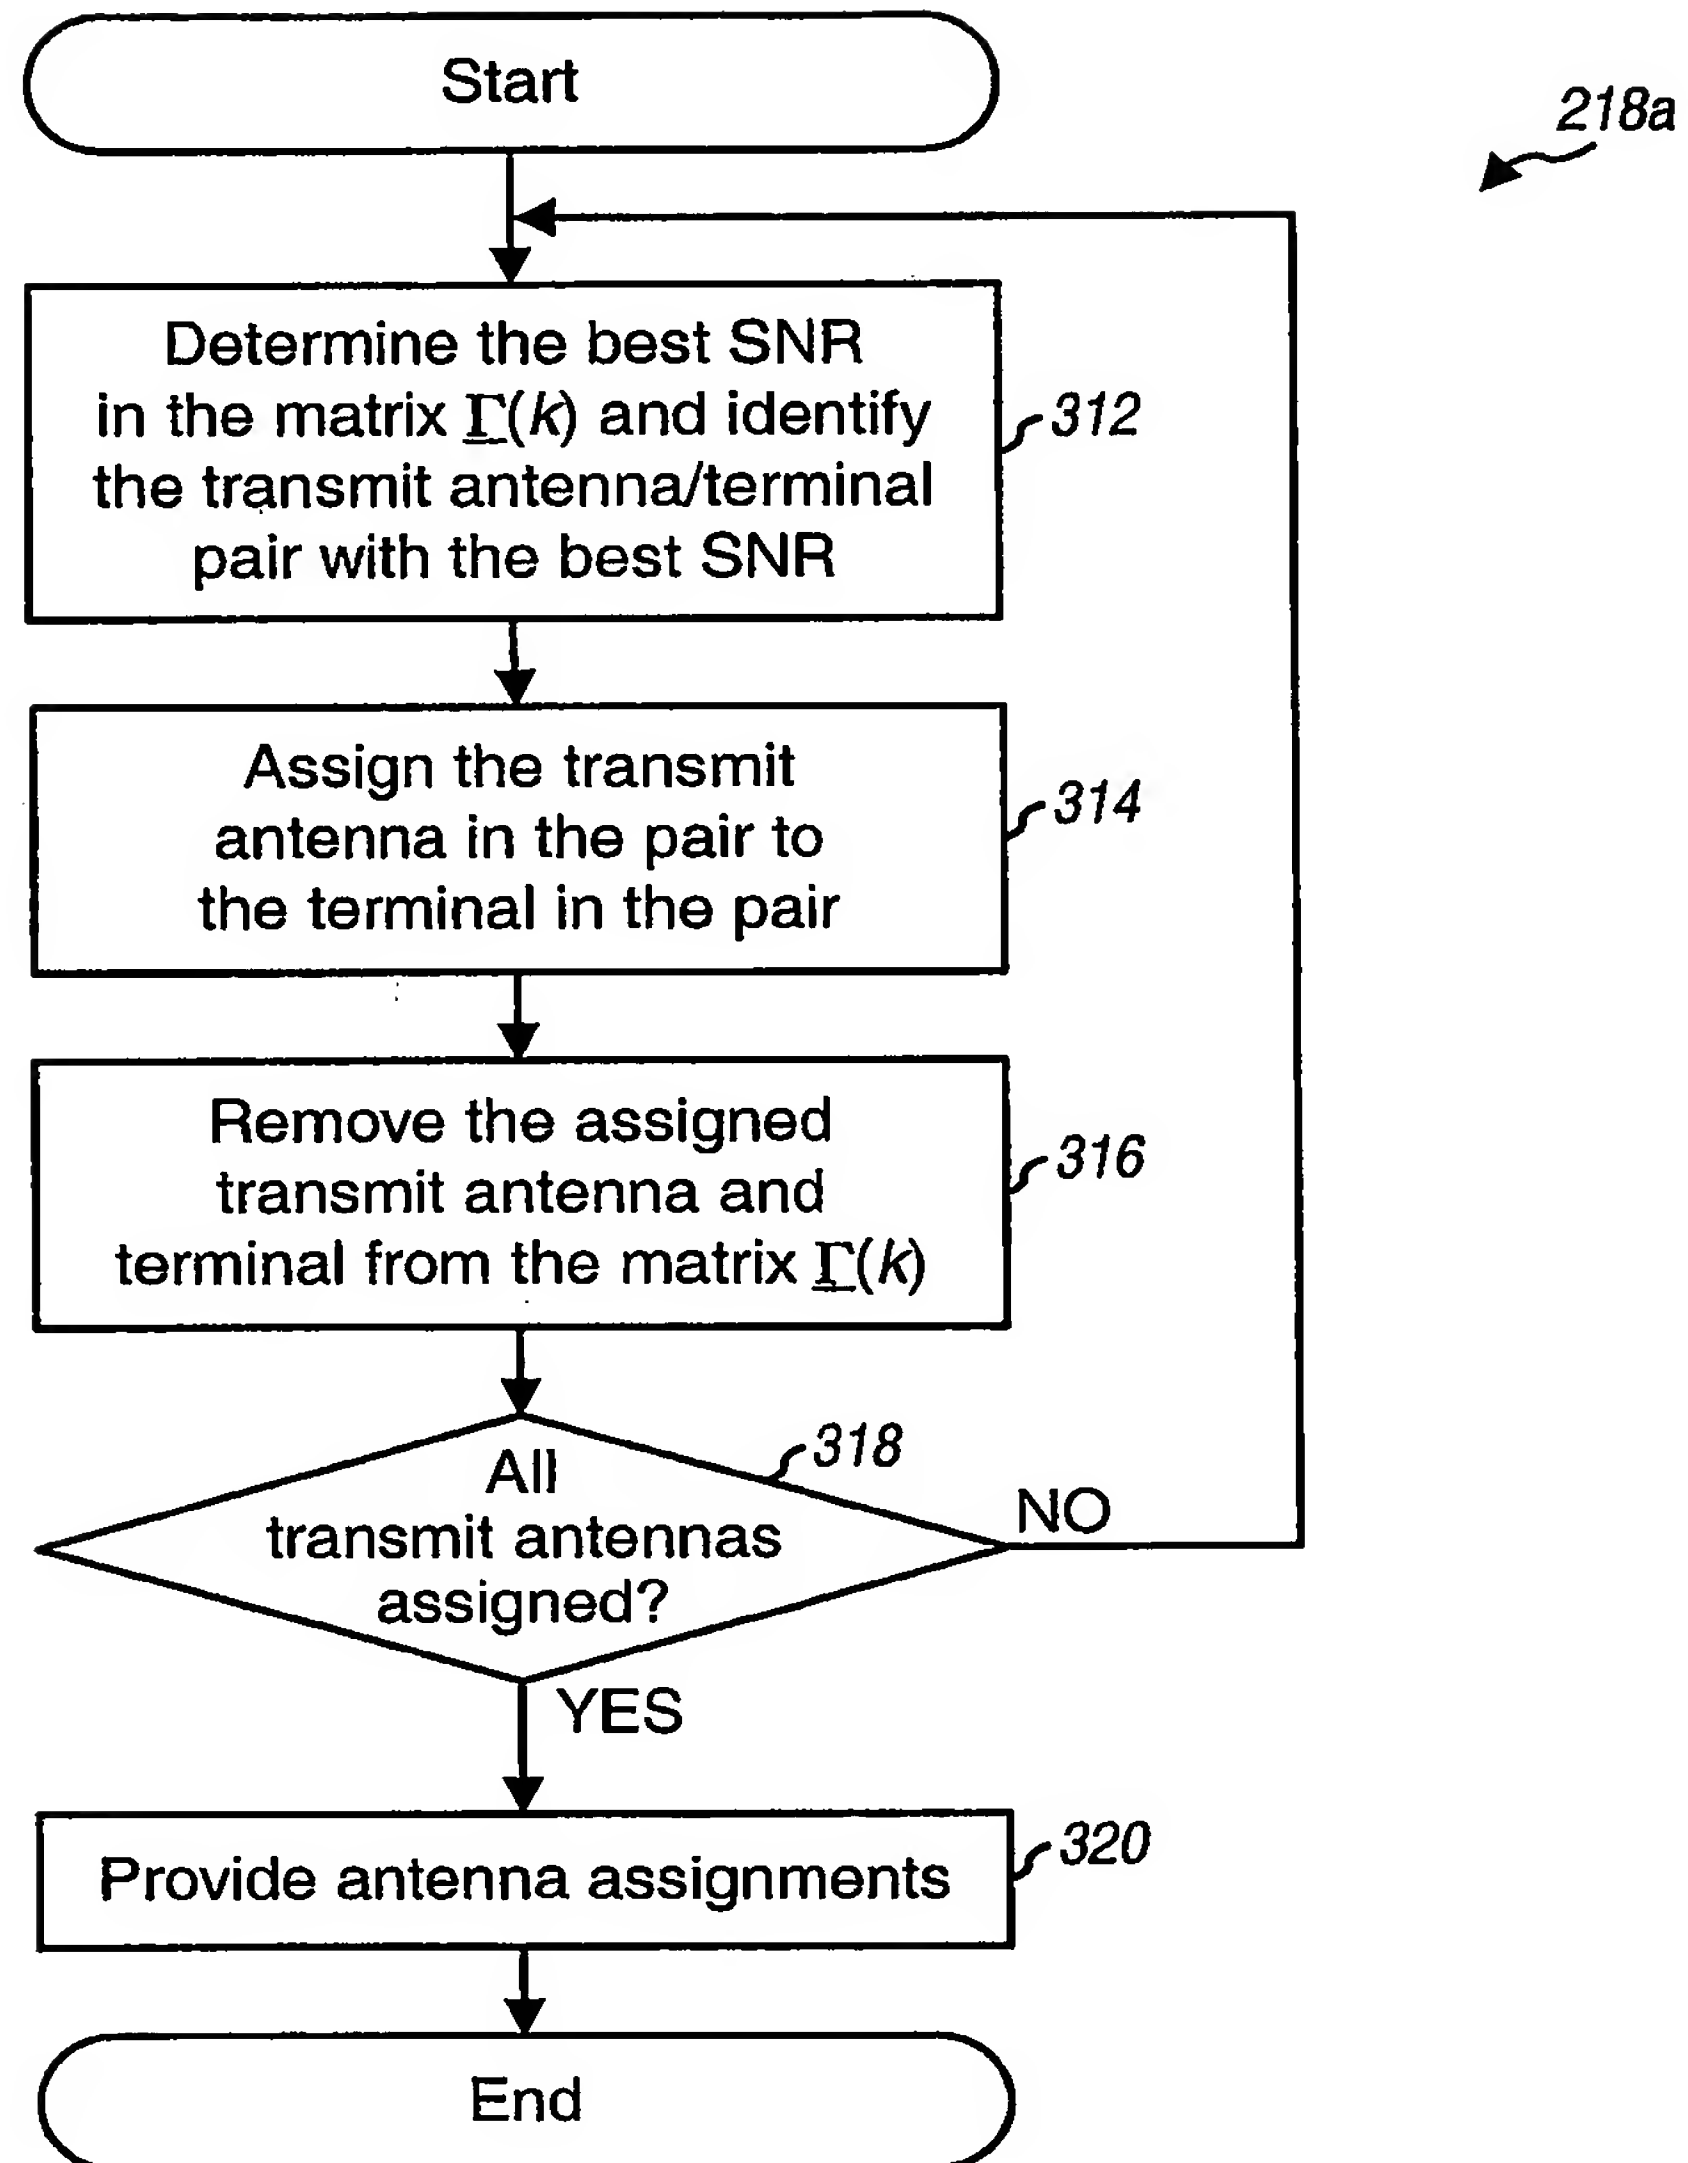 Start
218a
Determine the best SNR
in the matrix Γ(k) and identify
the transmit antenna/terminal
pair with the best SNR
312
Assign the transmit
antenna in the pair to
the terminal in the pair
314
Remove the assigned
transmit antenna and
terminal from the matrix Γ(k)
316
All
transmit antennas
assigned?
318
NO
YES
Provide antenna assignments
320
End